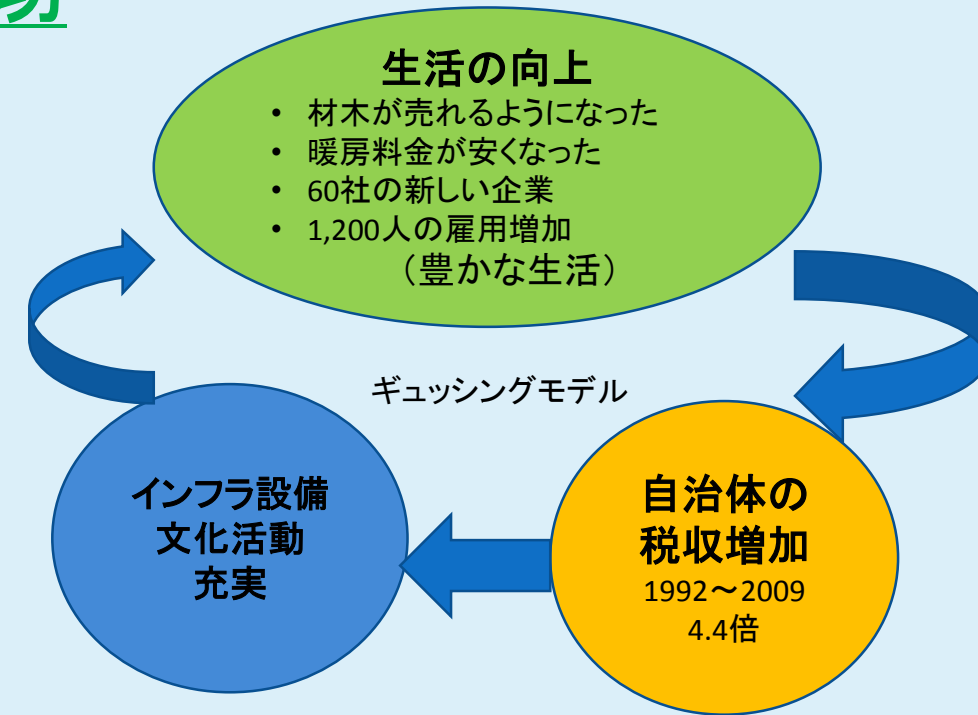 生活の向上
• 材木が売れるようになった
• 暖房料金が安くなった
• 60社の新しい企業
• 1,200人の雇用増加
（豊かな生活）
ギュッシングモデル
インフラ設備
文化活動
充実
自治体の
税収増加
1992～2009
4.4倍